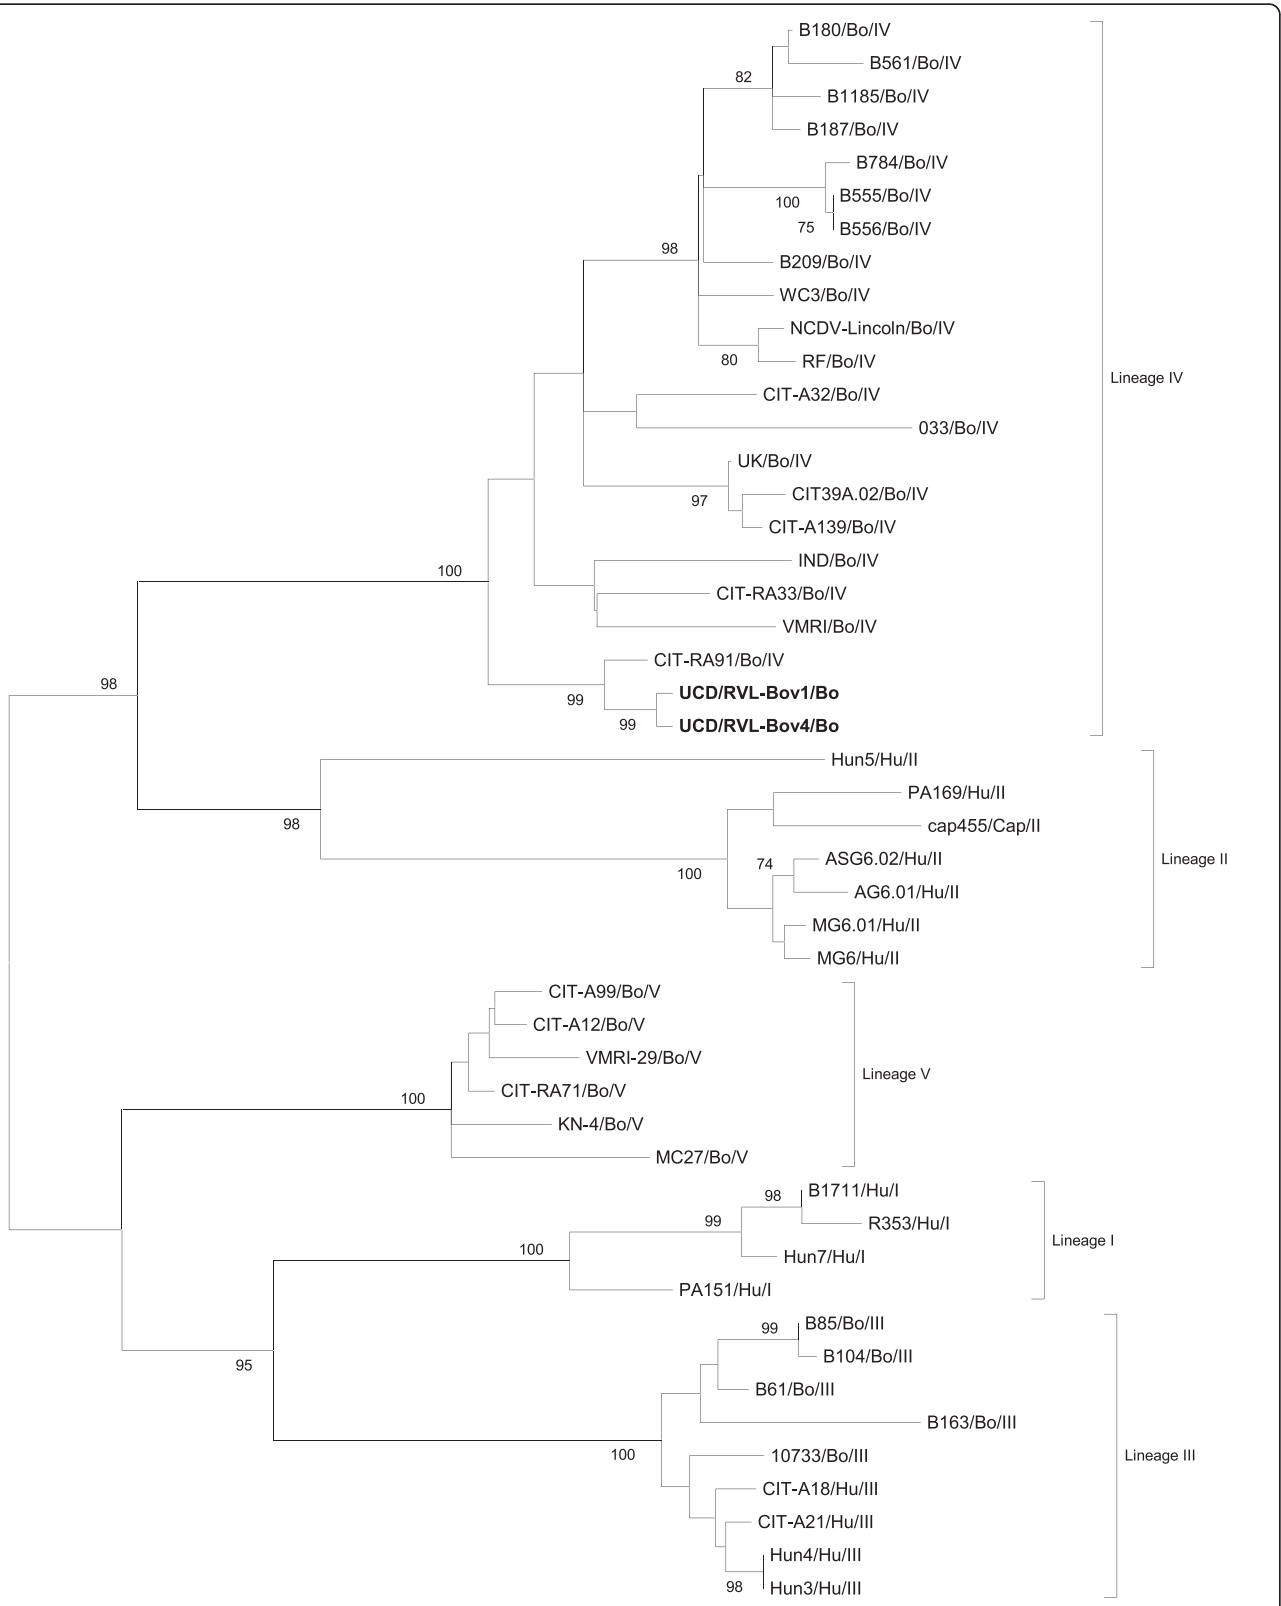 B180/Bo/IV
B561/Bo/IV
82
B1185/Bo/IV
B187/Bo/IV
B784/Bo/IV
100
B555/Bo/IV
75
B556/Bo/IV
98
B209/Bo/IV
WC3/Bo/IV
NCDV-Lincoln/Bo/IV
80
RF/Bo/IV
Lineage IV
CIT-A32/Bo/IV
033/Bo/IV
UK/Bo/IV
97
CIT39A.02/Bo/IV
CIT-A139/Bo/IV
IND/Bo/IV
100
CIT-RA33/Bo/IV
VMRI/Bo/IV
CIT-RA91/Bo/IV
98
99
UCD/RVL-Bov1/Bo
99
UCD/RVL-Bov4/Bo
Hun5/Hu/II
PA169/Hu/II
98
cap455/Cap/II
74
ASG6.02/Hu/II
Lineage II
100
AG6.01/Hu/II
MG6.01/Hu/II
MG6/Hu/II
CIT-A99/Bo/V
CIT-A12/Bo/V
VMRI-29/Bo/V
Lineage V
100
CIT-RA71/Bo/V
KN-4/Bo/V
MC27/Bo/V
98
B1711/Hu/I
99
R353/Hu/I
Lineage I
100
Hun7/Hu/I
PA151/Hu/I
99
B85/Bo/III
95
B104/Bo/III
B61/Bo/III
B163/Bo/III
100
10733/Bo/III
Lineage III
CIT-A18/Hu/III
CIT-A21/Hu/III
Hun4/Hu/III
98
Hun3/Hu/III